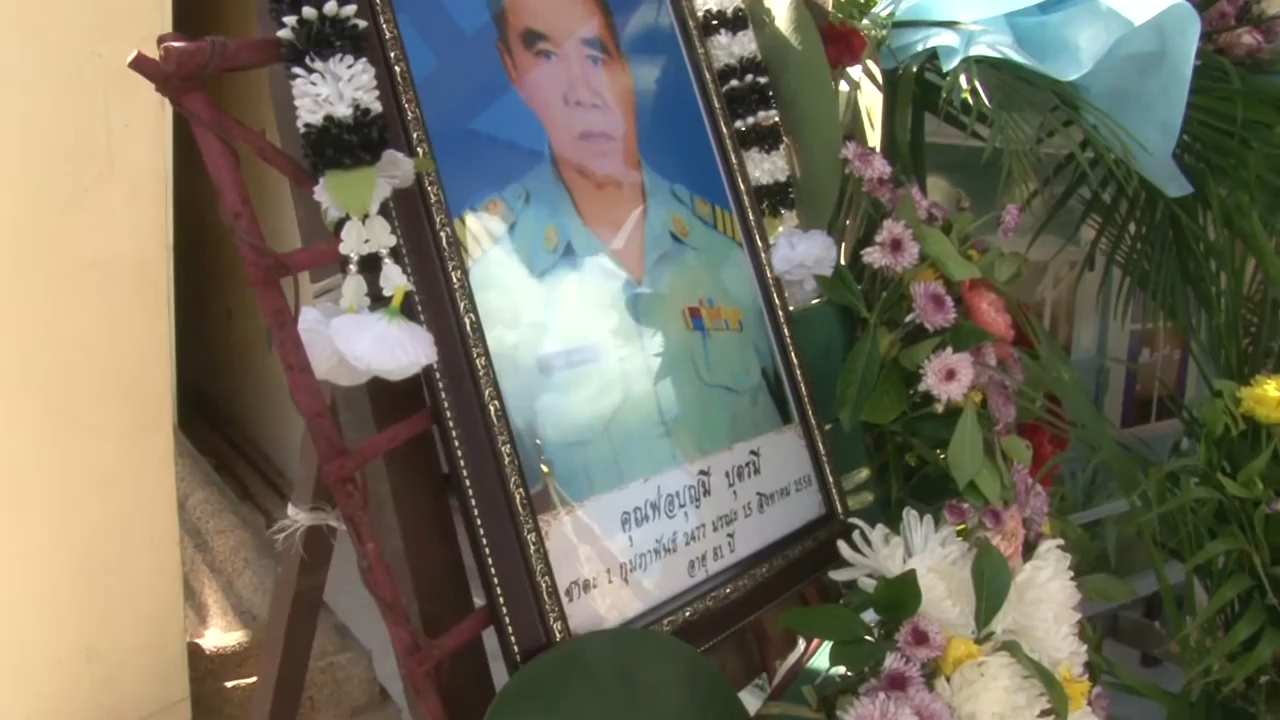 คุณพ่อบุญมี บุตรมี
ชาตะ 1 กุมภาพันธ์ 2477 มรณะ 15 สิงหาคม 2558
อายุ 81 ปี